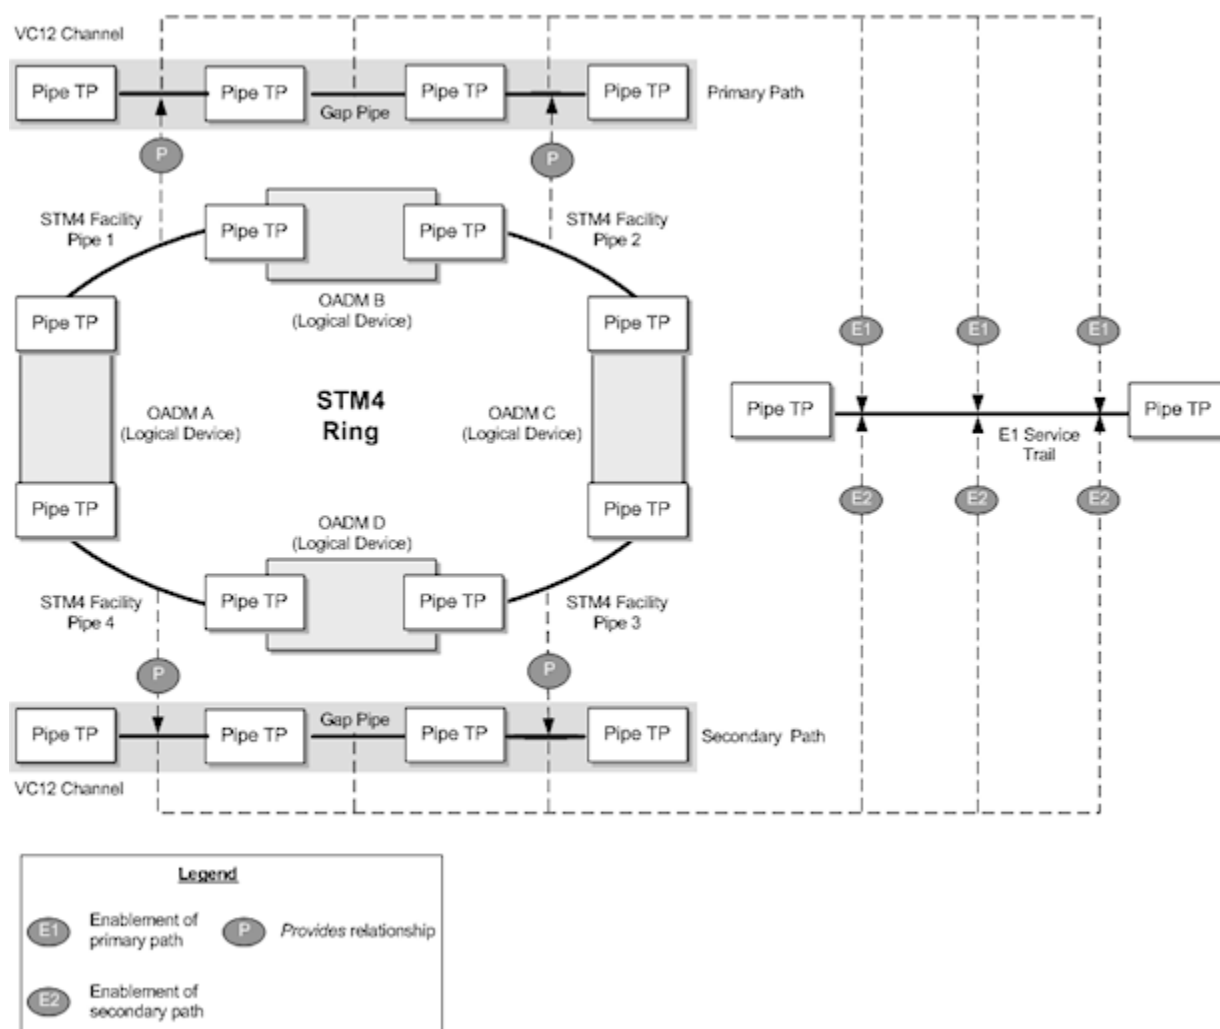 VC12 Channel
Pipe TP
Pipe TP
Pipe TP
Pipe TP
Primary Path
Gap Pipe
P
P
STM4 Facility
Pipe 1
Pipe TP
Pipe TP
STM4 Facility
Pipe 2
OADM B
(Logical Device)
Pipe TP
Pipe TP
E1
E1
E1
STM4
Ring
OADM A
(Logical Device)
OADM C
(Logical Device)
Pipe TP
Pipe TP
E1 Service
Trail
Pipe TP
Pipe TP
E2
E2
E2
OADM D
(Logical Device)
STM4 Facility
Pipe 4
Pipe TP
Pipe TP
STM4 Facility
Pipe 3
P
P
Pipe TP
Pipe TP
Gap Pipe
Pipe TP
Pipe TP
Secondary Path
VC12 Channel
Legend
E1
Enablement of
primary path
P
Provides relationship
E2
Enablement of
secondary path